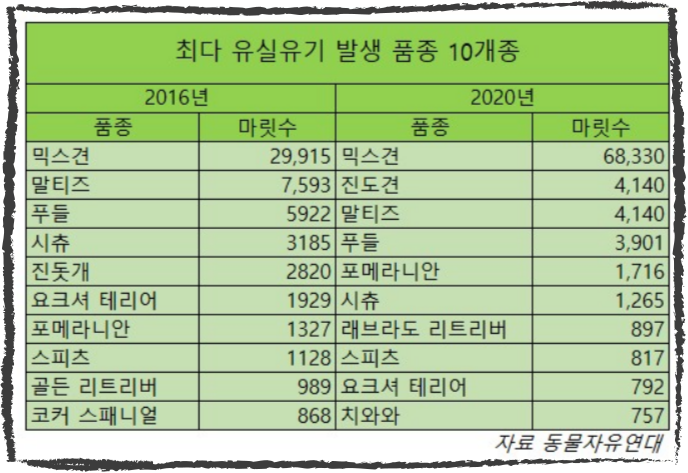 최다 유실유기 발생 품종 10개종
2016년 2020년
품종 마릿수 품종 마릿수
믹스견 29,915 믹스견 68,330
말티즈 7,593 진도견 4,140
푸들 5922 말티즈 4,140
시츄 3185 푸들 3,901
진돗개 2820 포메라니안 1,716
요크셔 테리어 1929 시츄 1,265
포메라니안 1327 래브라도 리트리버 897
스피츠 1128 스피츠 817
골든 리트리버 989 요크셔 테리어 792
코커 스패니얼 868 치와와 757
자료 동물자유연대